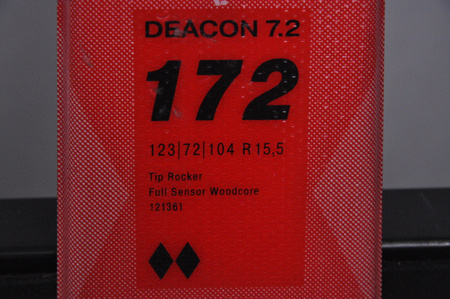 DEACON 7.2
172
123|72|104 R15,5
Tip Rocker
Full Sensor Woodcore
121361